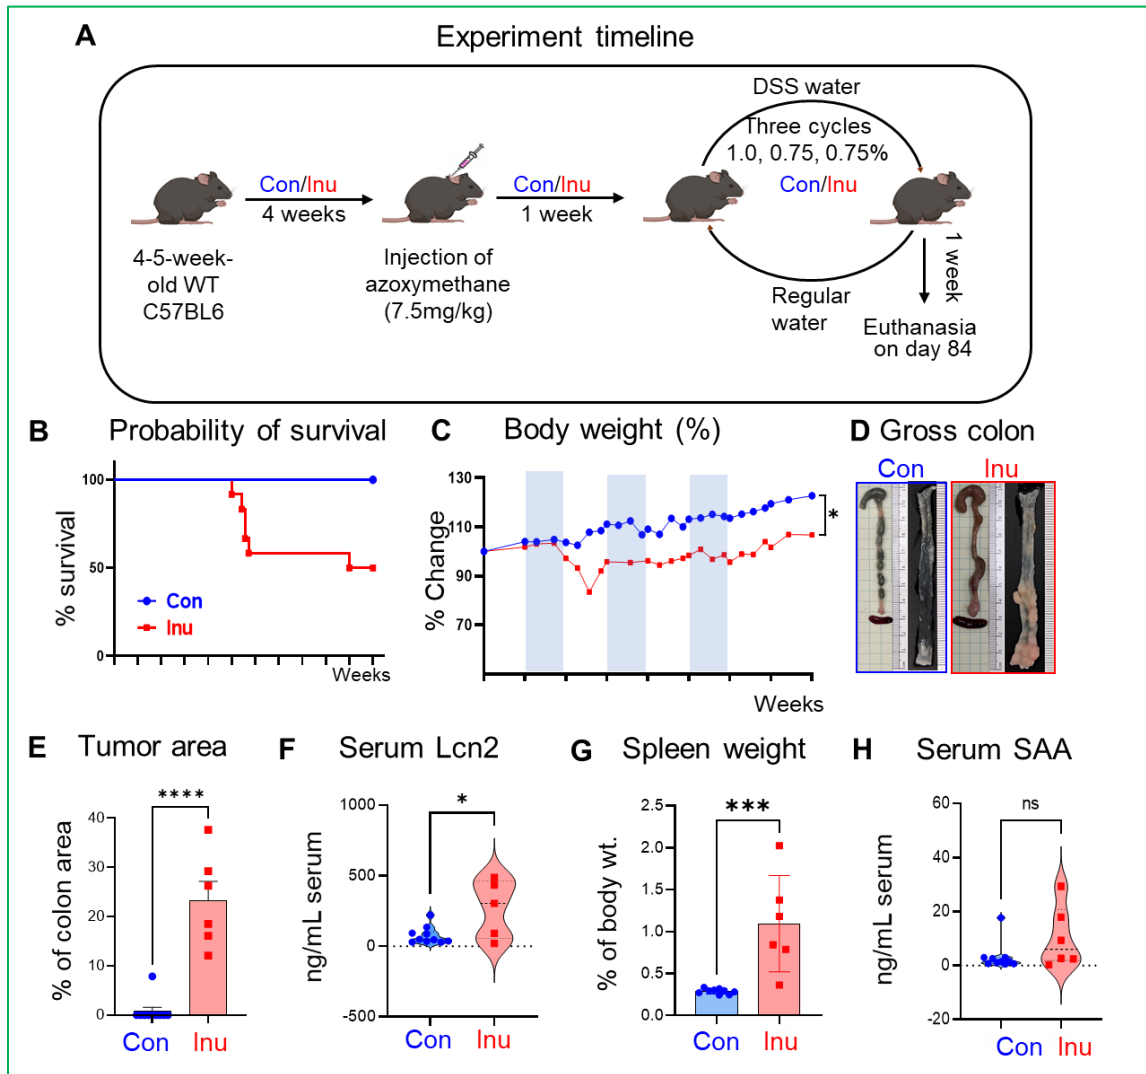 A
Experiment timeline
DSS water
Three cycles
1.0, 0.75, 0.75%
Con/Inu
Con/Inu
4 weeks
Con/Inu
1 week
4-5-week-
old WT
C57BL6
Injection of
azoxymethane
(7.5mg/kg)
Regular
water
1 week
Euthanasia
on day 84
B Probability of survival
% survival
100
50
0
Con
Inu
Weeks
C Body weight (%)
% Change
130
110
90
70
*
Weeks
D Gross colon
Con
Inu
E Tumor area
% of colon area
40
30
20
10
0
****
Con
Inu
F Serum Lcn2
ng/mL serum
1000
500
0
-500
*
Con
Inu
G Spleen weight
% of body wt.
2.5
2.0
1.5
1.0
0.5
0.0
***
Con
Inu
H Serum SAA
ng/mL serum
60
40
20
0
-20
ns
Con
Inu